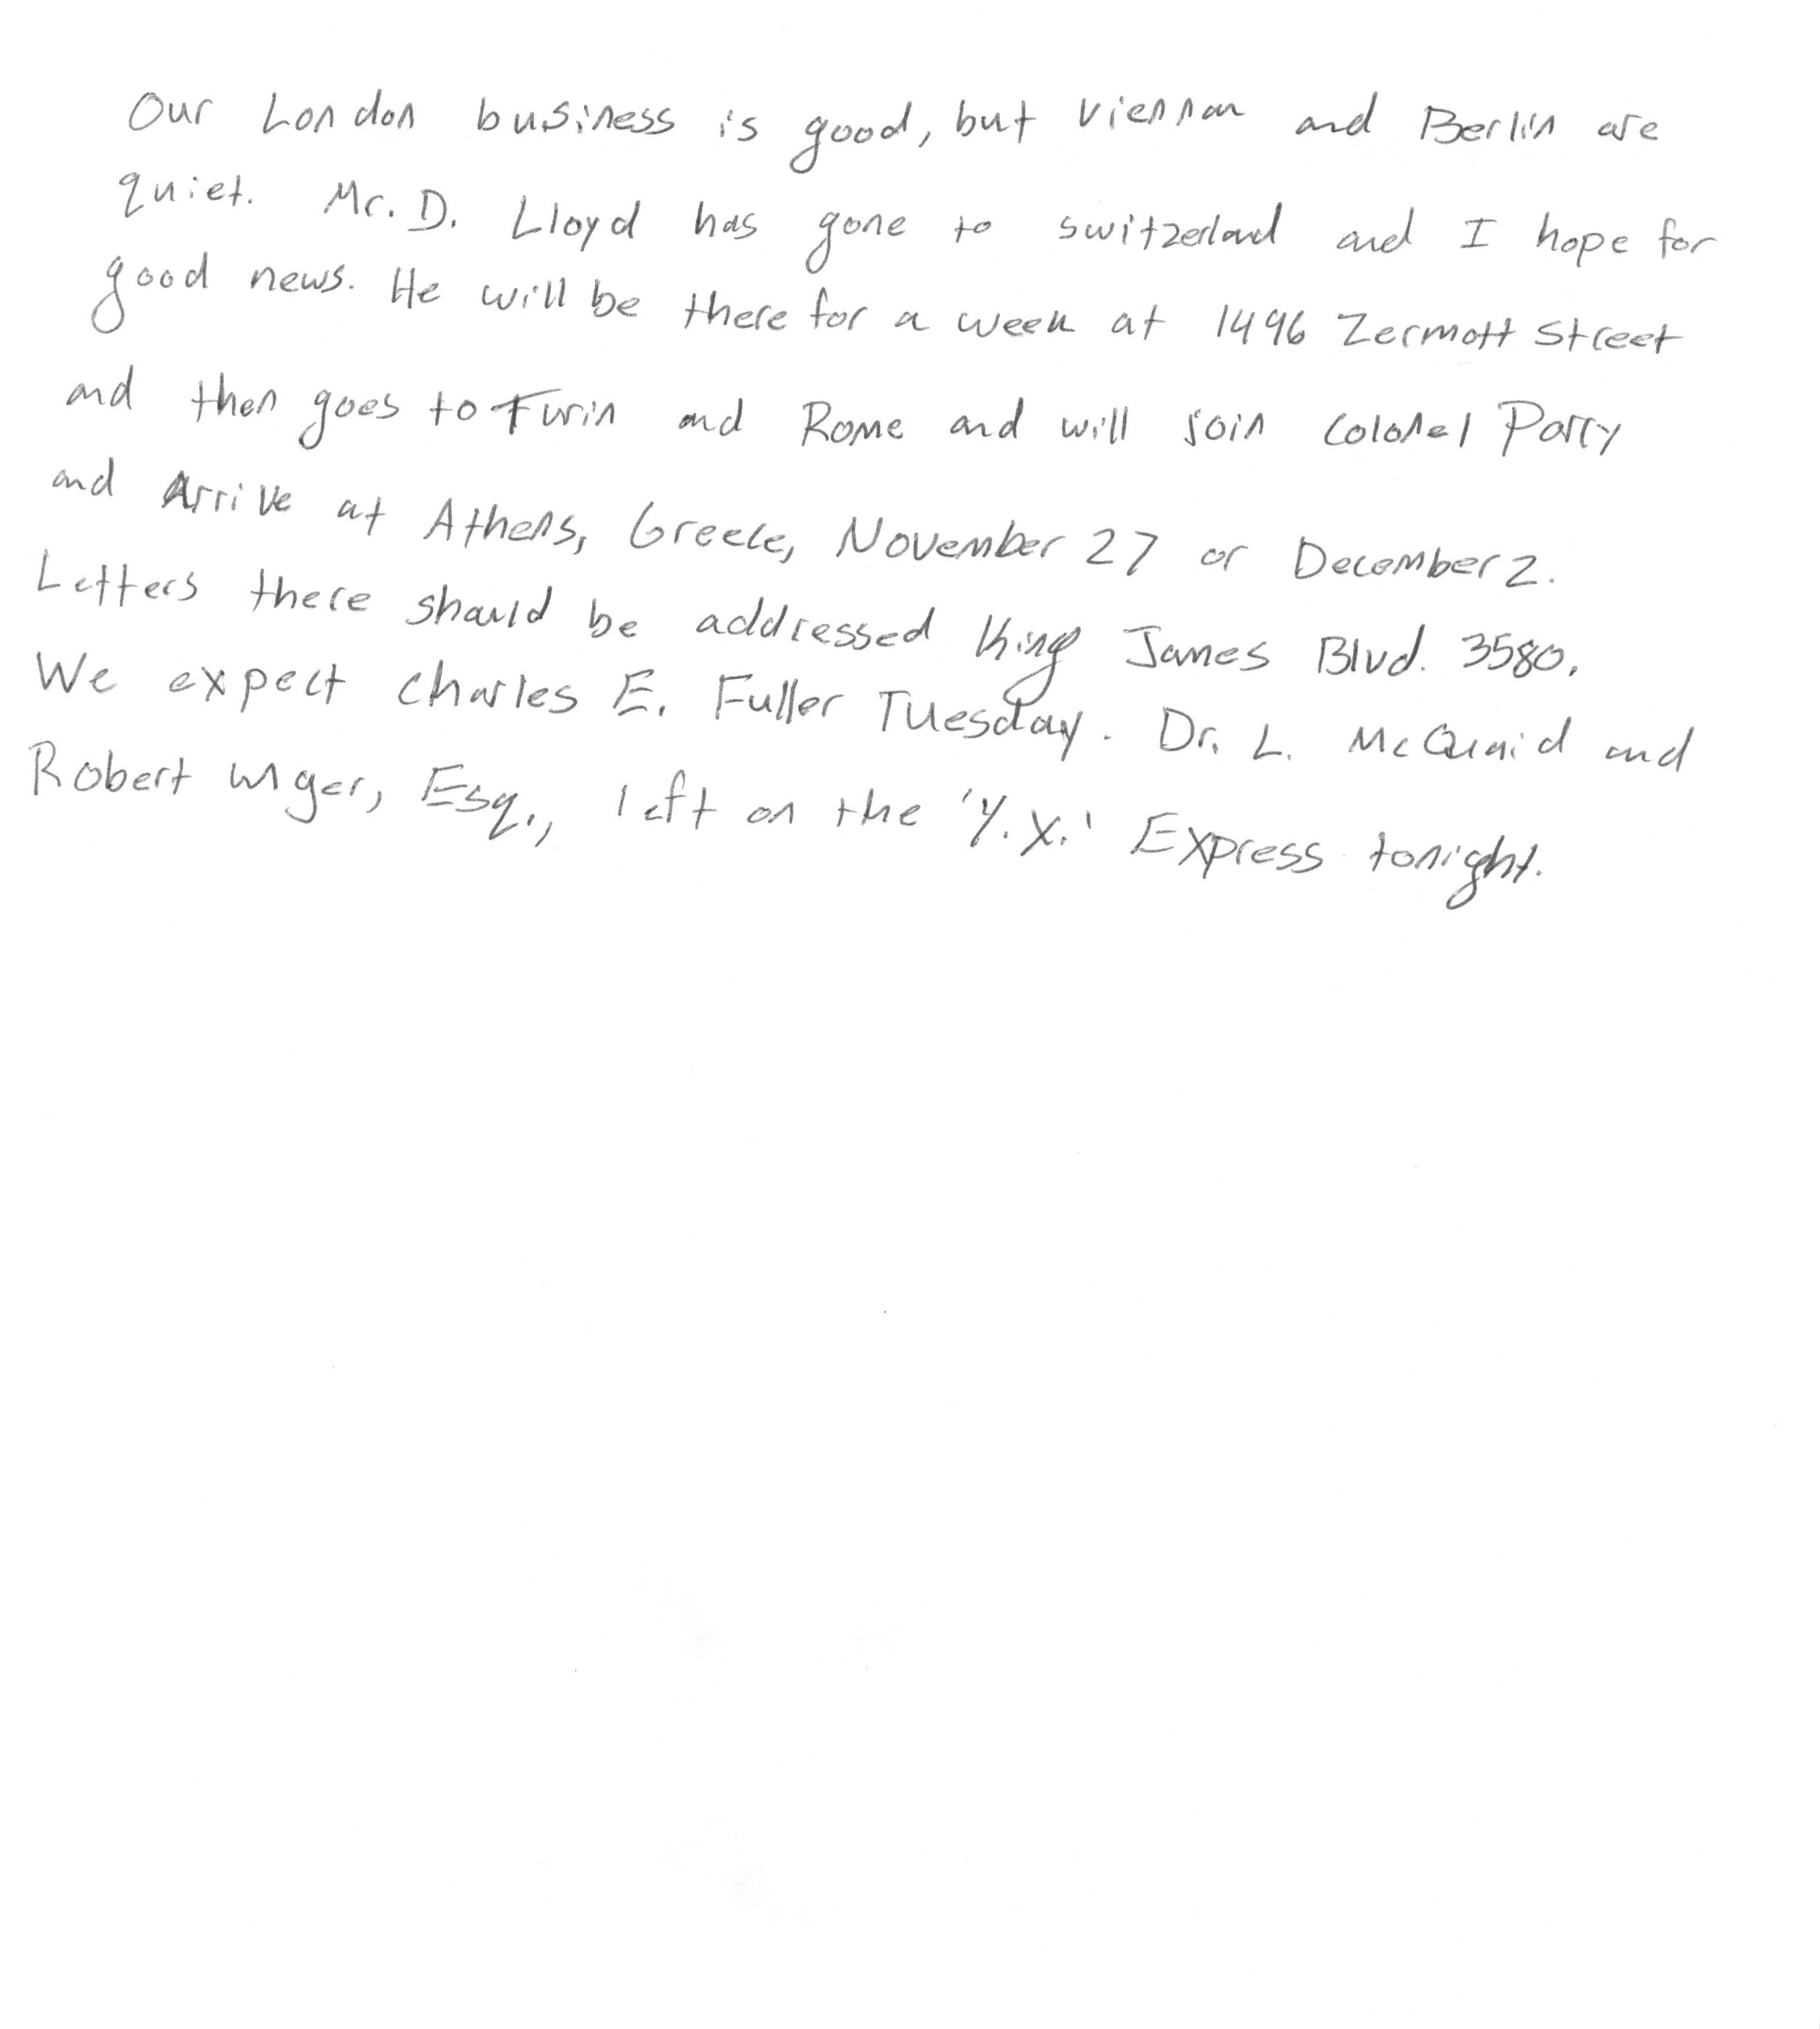 Our London business is good, but Vienna and Berlin are
quiet. Mr. D. Lloyd has gone to Switzerland and I hope for
good news. He will be there for a week at 1496 Zermott Street
and then goes to Turin and Rome and will join Colonel Parry
and Arrive at Athens, Greece, November 27 or December 2.
Letters there should be addressed King James Blvd. 3580.
We expect Charles E. Fuller Tuesday. Dr. L. McQuaid and
Robert Unger, Esq., left on the 'Y.X.' Express tonight.